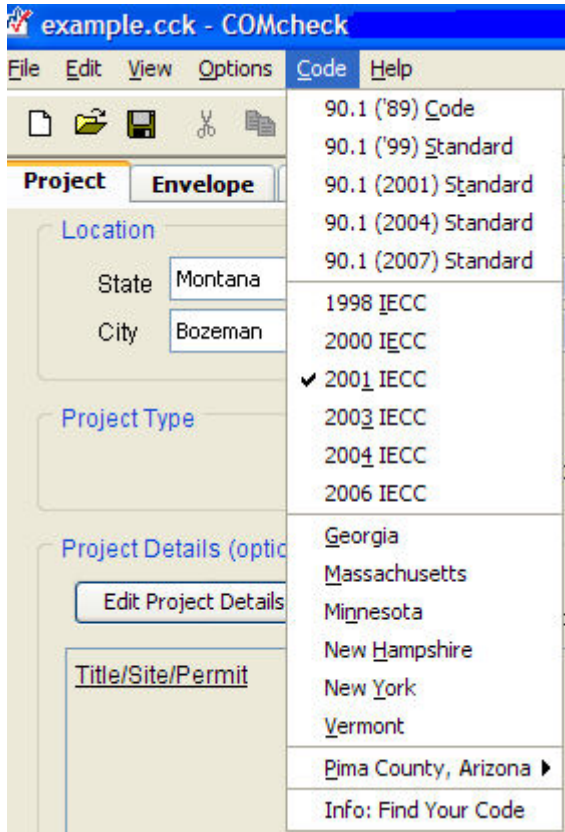 example.cck - COMcheck
File Edit View Options Code Help
Project Envelope
Location
State Montana
City Bozeman
Project Type
Project Details (optio
Edit Project Details
Title/Site/Permit
90.1 ('89) Code
90.1 ('99) Standard
90.1 (2001) Standard
90.1 (2004) Standard
90.1 (2007) Standard
1998 IECC
2000 IECC
2001 IECC
2003 IECC
2004 IECC
2006 IECC
Georgia
Massachusetts
Minnesota
New Hampshire
New York
Vermont
Pima County, Arizona
Info: Find Your Code